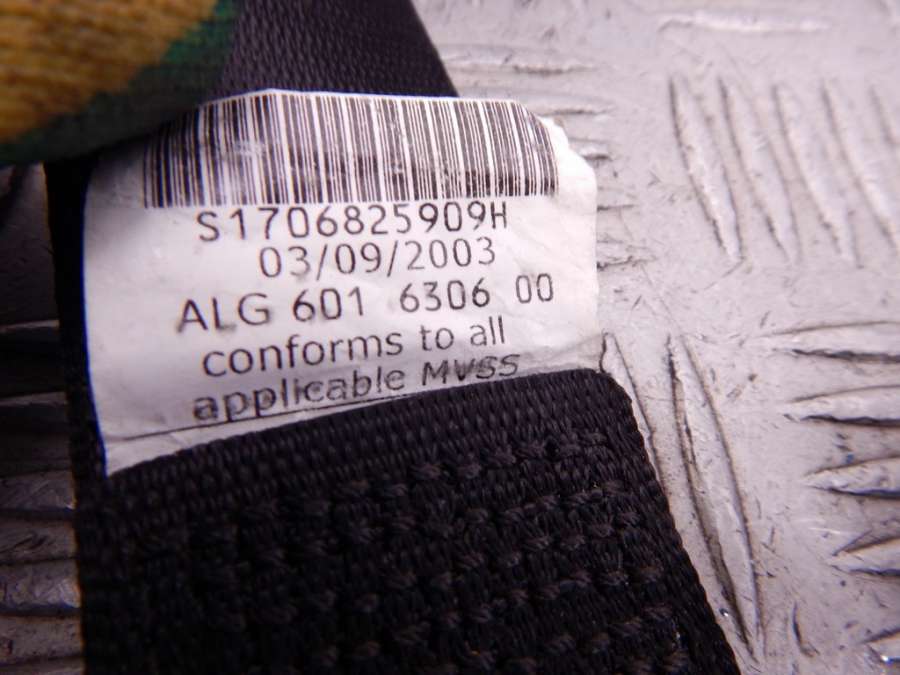 S1706825909H
03/09/2003
ALG 601 6306 00
conforms to all
applicable MVSS